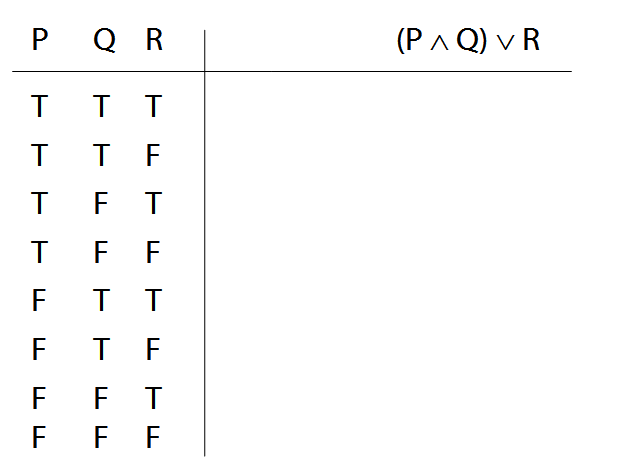 P Q R (P ∧ Q) ∨ R
T T T
T T F
T F T
T F F
F T T
F T F
F F T
F F F